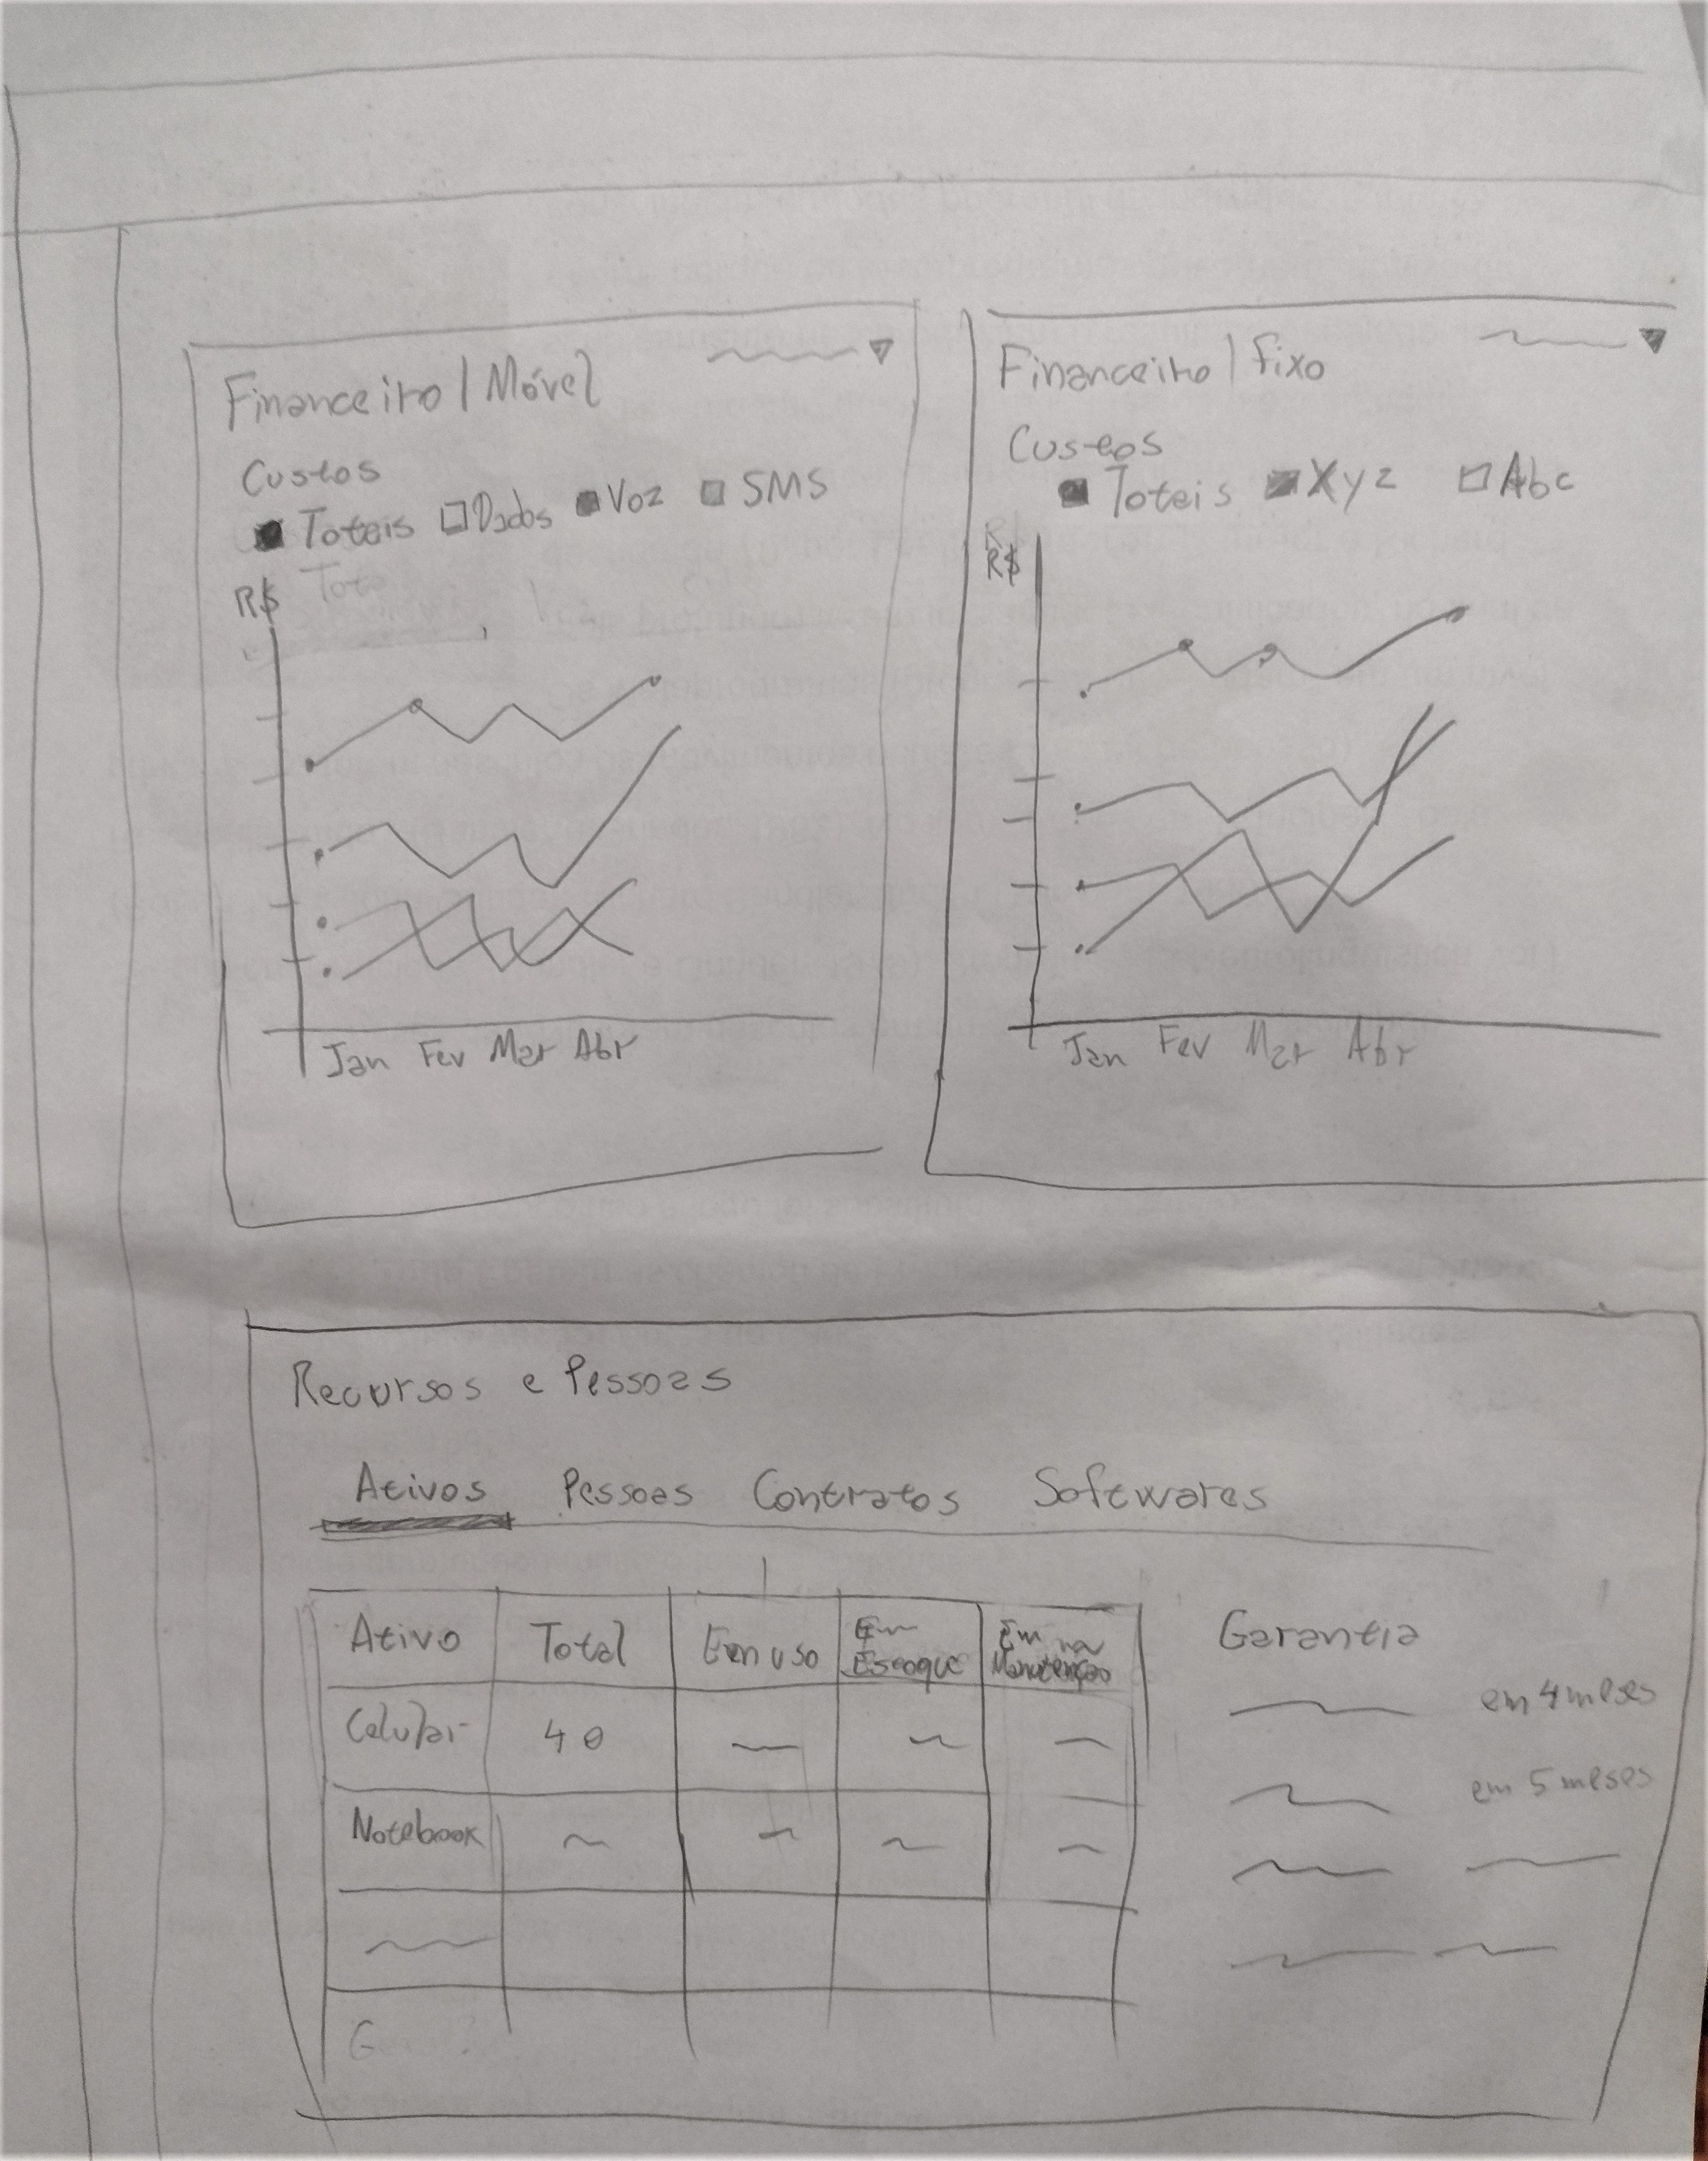 Financeiro | Móvel
Custos
Totais Dados Voz SMS
R$
Jan Fev Mar Abr
Financeiro | Fixo
Custos
Totais Xyz Abc
R$
Jan Fev Mar Abr
Recursos e Pessoas
Ativos Pessoas Contratos Softwares
Ativo Total Em uso Em Estoque Em Manutenção
Celular 40
Notebook
Garantia
em 4 meses
em 5 meses